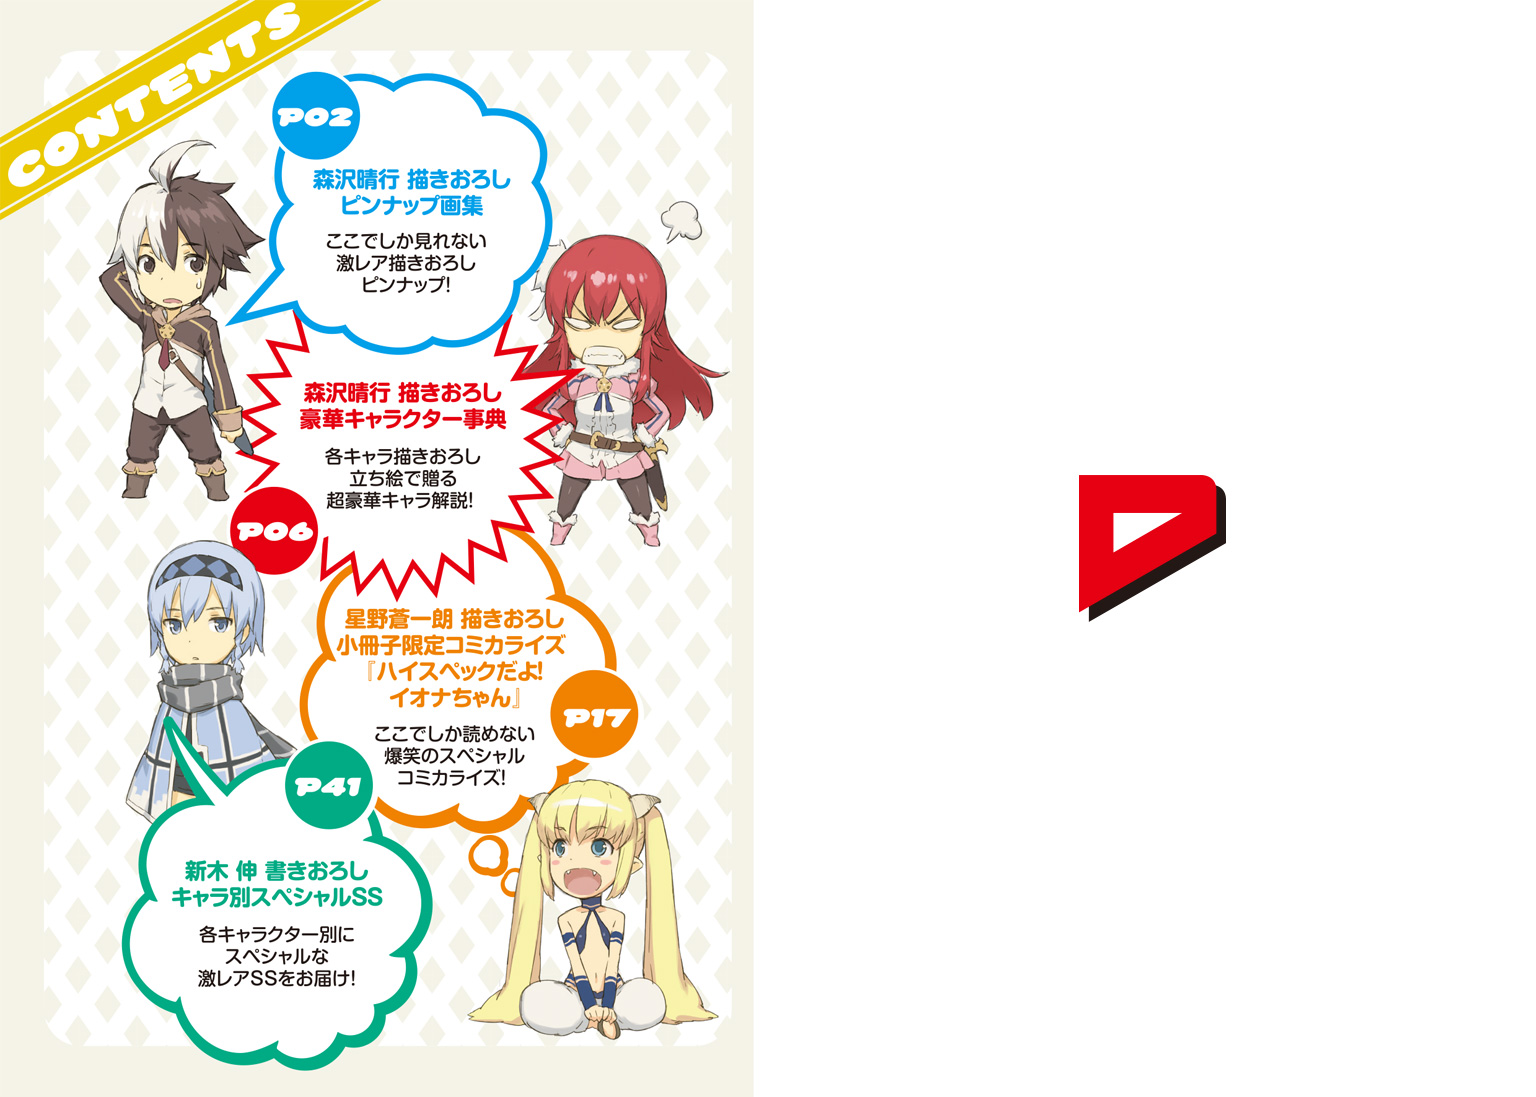 CONTENTS
P02
森沢晴行 描きおろし
ピンナップ画集
ここでしか見れない
激レア描きおろし
ピンナップ!
森沢晴行 描きおろし
豪華キャラクター事典
各キャラ描きおろし
立ち絵で贈る
超豪華キャラ解説!
P06
星野蒼一朗 描きおろし
小冊子限定コミカライズ
『ハイスペックだよ!
イオナちゃん』
P17
ここでしか読めない
爆笑のスペシャル
コミカライズ!
P41
新木 伸 書きおろし
キャラ別スペシャルSS
各キャラクター別に
スペシャルな
激レアSSをお届け!